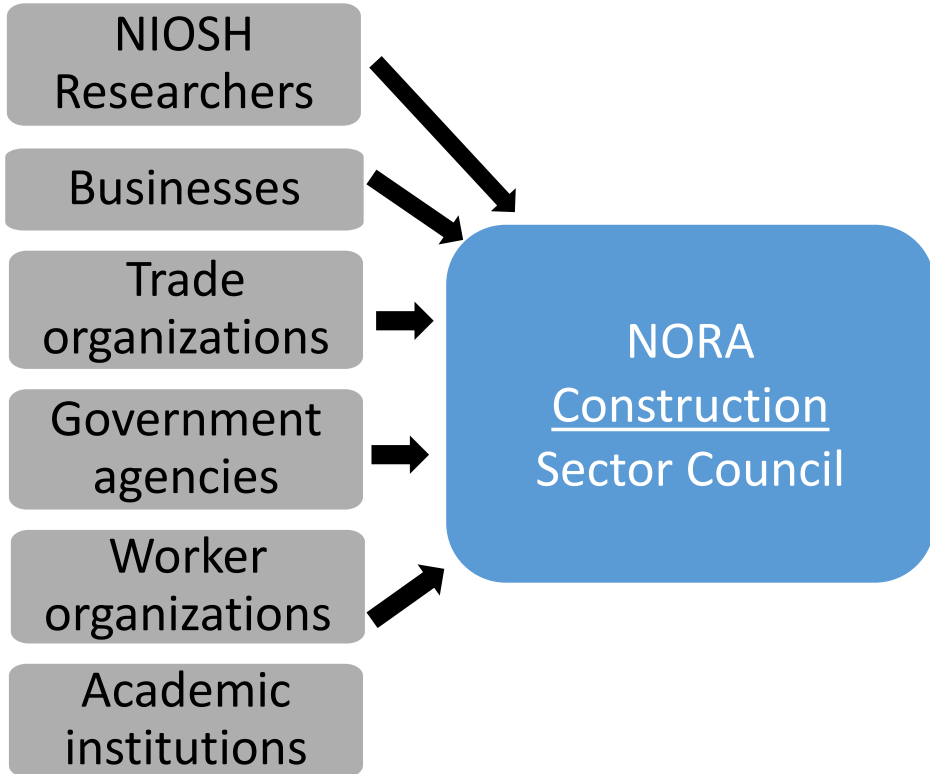 NIOSH
Researchers
Businesses
Trade
organizations
Government
agencies
Worker
organizations
Academic
institutions
NORA
Construction
Sector Council